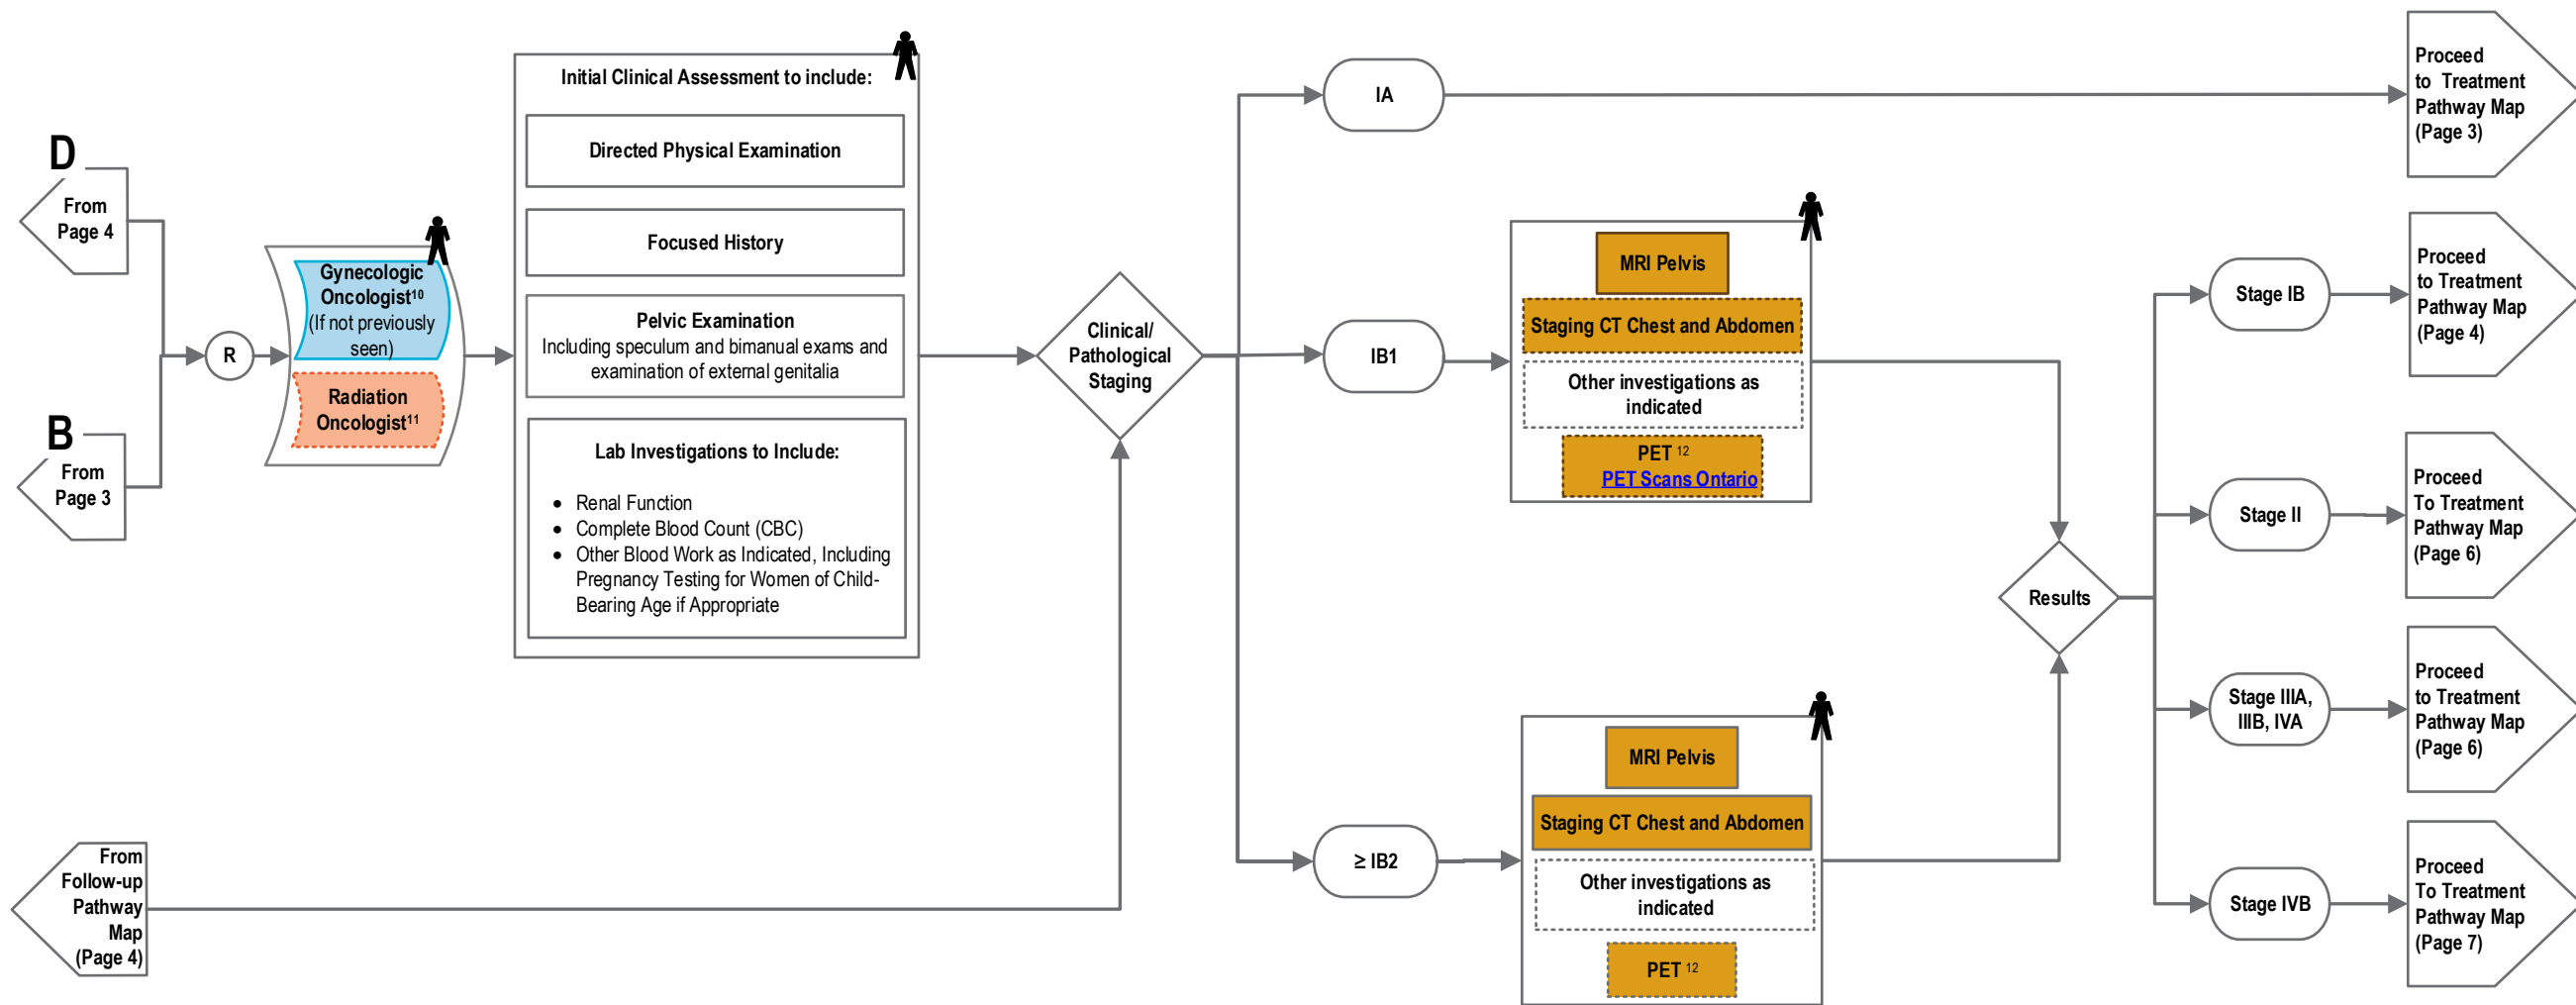 D
From
Page 4
B
From
Page 3
From
Follow-up
Pathway
Map
(Page 4)
R
Gynecologic
Oncologist¹⁰
(If not previously
seen)
Radiation
Oncologist¹¹
Initial Clinical Assessment to include:
Directed Physical Examination
Focused History
Pelvic Examination
Including speculum and bimanual exams and
examination of external genitalia
Lab Investigations to Include:
• Renal Function
• Complete Blood Count (CBC)
• Other Blood Work as Indicated, Including
Pregnancy Testing for Women of Child-
Bearing Age if Appropriate
Clinical/
Pathological
Staging
IA
IB1
≥ IB2
MRI Pelvis
Staging CT Chest and Abdomen
Other investigations as
indicated
PET ¹²
PET Scans Ontario
MRI Pelvis
Staging CT Chest and Abdomen
Other investigations as
indicated
PET ¹²
Results
Stage IB
Stage II
Stage IIIA,
IIIB, IVA
Stage IVB
Proceed
to Treatment
Pathway Map
(Page 3)
Proceed
to Treatment
Pathway Map
(Page 4)
Proceed
To Treatment
Pathway Map
(Page 6)
Proceed
to Treatment
Pathway Map
(Page 6)
Proceed
To Treatment
Pathway Map
(Page 7)